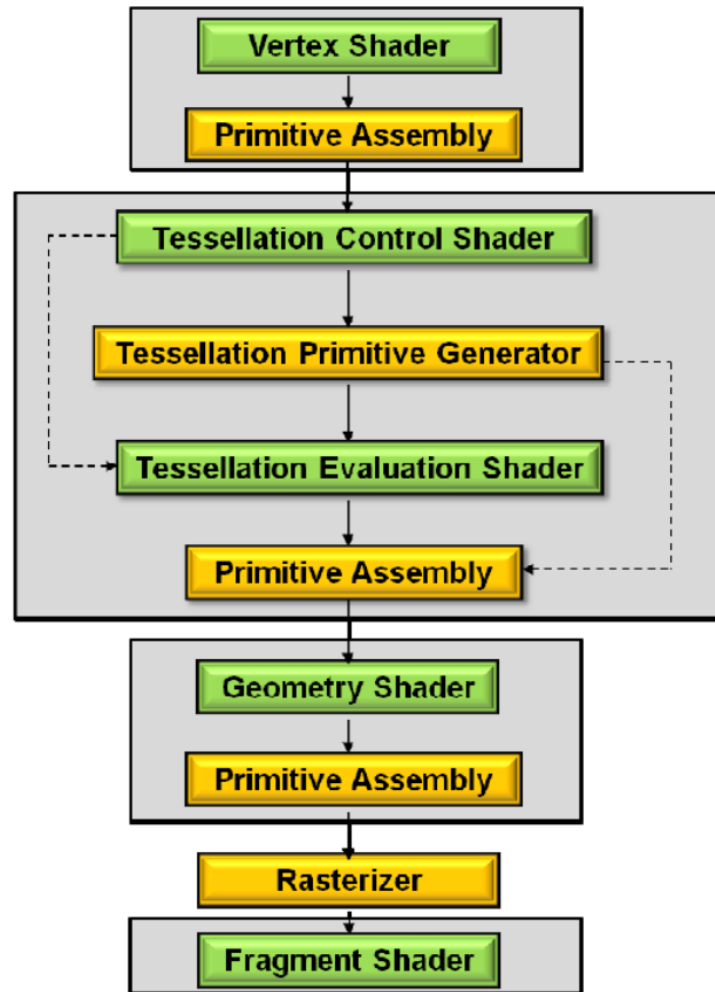 Vertex Shader
Primitive Assembly
Tessellation Control Shader
Tessellation Primitive Generator
Tessellation Evaluation Shader
Primitive Assembly
Geometry Shader
Primitive Assembly
Rasterizer
Fragment Shader